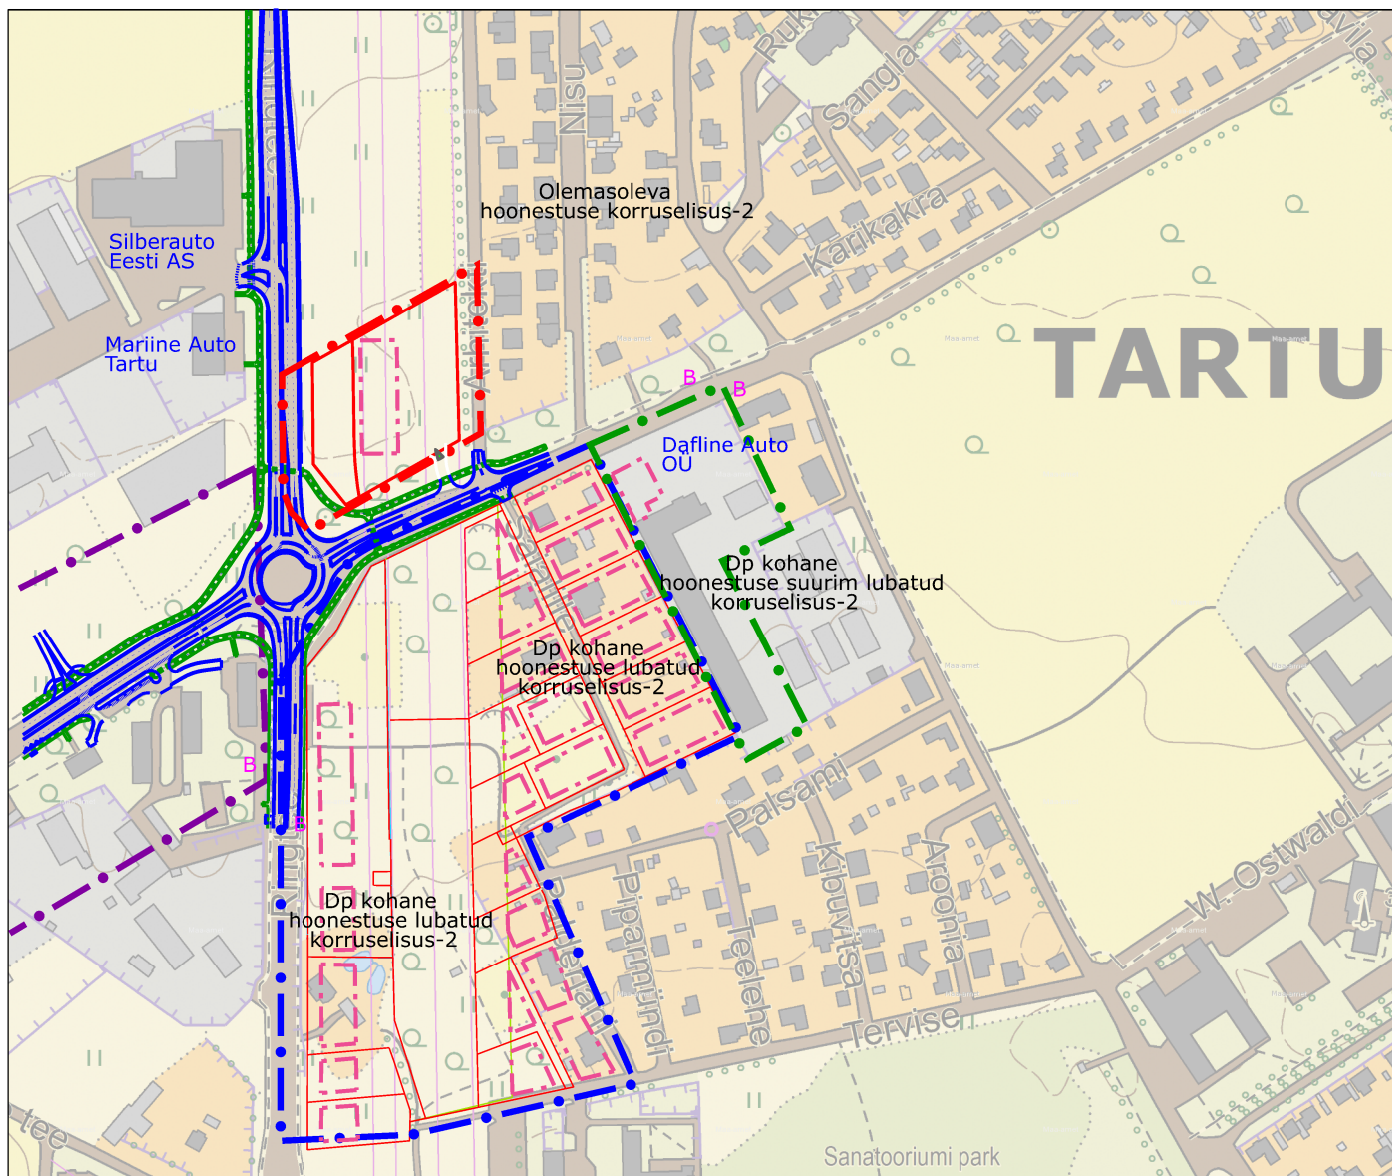 Nisu
Sangla
Olemasoleva
hoonestuse korruselisus-2
Karikakra
Silberauto
Eesti AS
Mariine Auto
Tartu
TARTU
B
B
Dafline Auto
OÜ
Dp kohane
hoonestuse suurim lubatud
korruselisus-2
Dp kohane
hoonestuse lubatud
korruselisus-2
B
B
Palsami
Kibuvitsa
Aroonia
W. Ostwaldi
Piparmündi
Teelehe
Dp kohane
hoonestuse lubatud
korruselisus-2
Tervise
tee
Sanatooriumi park